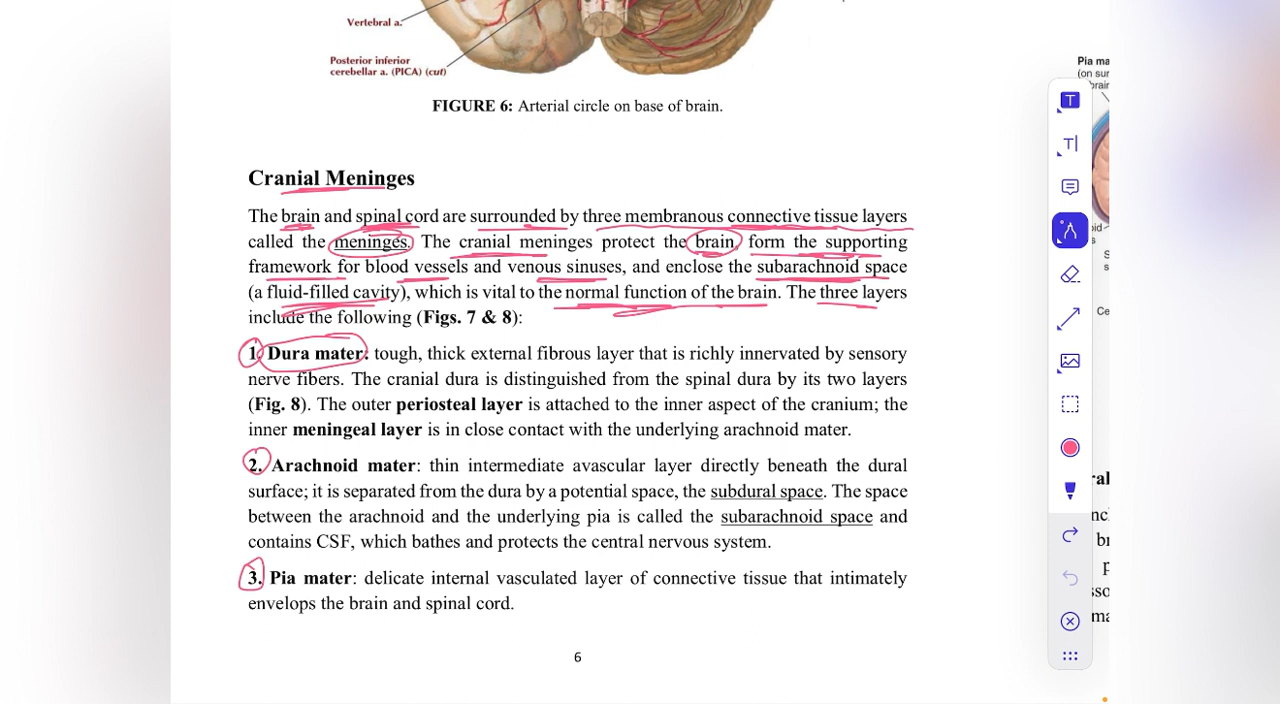 Vertebral a.
Posterior inferior
cerebellar a. (PICA) (cut)
FIGURE 6: Arterial circle on base of brain.
Cranial Meninges
The brain and spinal cord are surrounded by three membranous connective tissue layers
called the meninges. The cranial meninges protect the brain, form the supporting
framework for blood vessels and venous sinuses, and enclose the subarachnoid space
(a fluid-filled cavity), which is vital to the normal function of the brain. The three layers
include the following (Figs. 7 & 8):
1. Dura mater: tough, thick external fibrous layer that is richly innervated by sensory
nerve fibers. The cranial dura is distinguished from the spinal dura by its two layers
(Fig. 8). The outer periosteal layer is attached to the inner aspect of the cranium; the
inner meningeal layer is in close contact with the underlying arachnoid mater.
2. Arachnoid mater: thin intermediate avascular layer directly beneath the dural
surface; it is separated from the dura by a potential space, the subdural space. The space
between the arachnoid and the underlying pia is called the subarachnoid space and
contains CSF, which bathes and protects the central nervous system.
3. Pia mater: delicate internal vasculated layer of connective tissue that intimately
envelops the brain and spinal cord.
6
Pia ma
(on sur
brair
T
T|
Ce